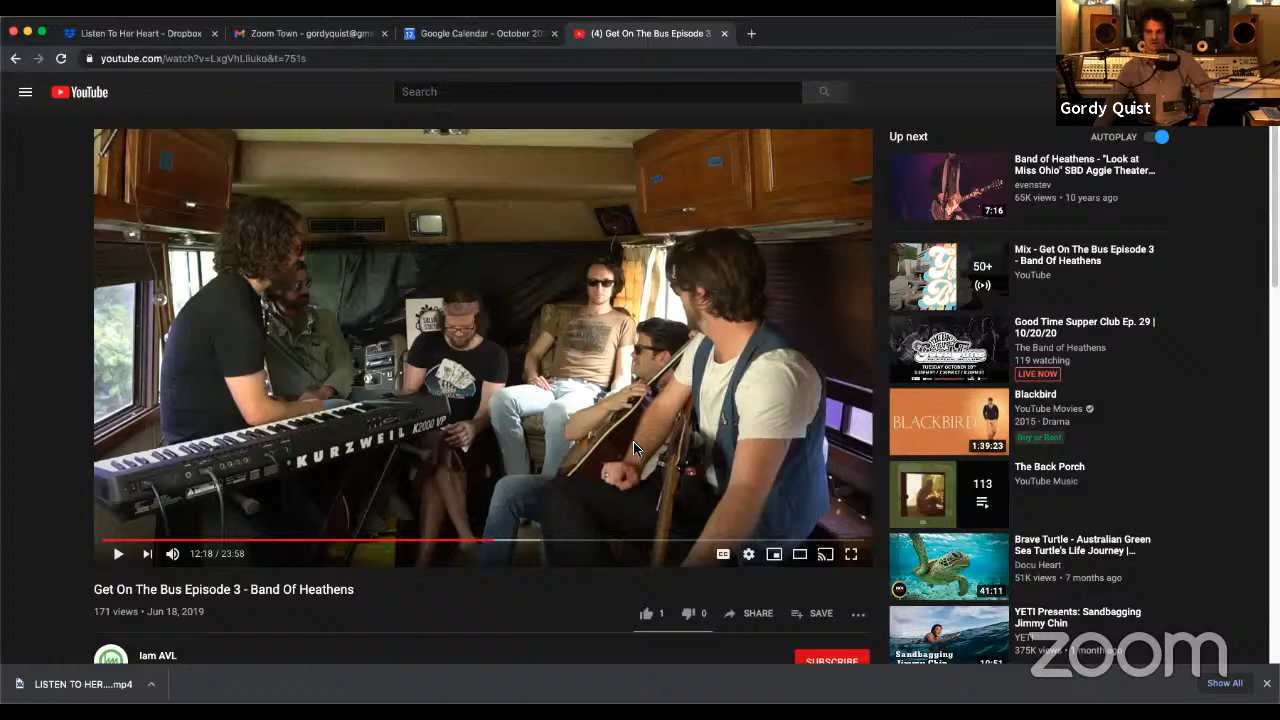 Listen To Her Heart - Dropbox
Zoom Town - gordyquist@gm
Google Calendar - October 20
(4) Get On The Bus Episode 3
youtube.com/watch?v=LxgVhLliuko&t=751s
YouTube
Search
Gordy Quist
Up next
AUTOPLAY
Band of Heathens - "Look at
Miss Ohio" SBD Aggie Theater...
evenstev
65K views • 10 years ago
7:16
Mix - Get On The Bus Episode 3
- Band Of Heathens
YouTube
50+
Good Time Supper Club Ep. 29 |
10/20/20
The Band of Heathens
119 watching
LIVE NOW
BLACKBIRD
1:39:23
Blackbird
YouTube Movies
2015 • Drama
Buy or Rent
The Back Porch
YouTube Music
113
Brave Turtle - Australian Green
Sea Turtle's Life Journey |...
Docu Heart
51K views • 7 months ago
41:11
YETI Presents: Sandbagging
Jimmy Chin
YETI
375K views • 1 month ago
Sandbagging
KURZWEIL K2000 VP
12:18 / 23:58
CC
Get On The Bus Episode 3 - Band Of Heathens
171 views • Jun 18, 2019
1
0
SHARE
SAVE
Iam AVL
SUBSCRIBE
zoom
LISTEN TO HER....mp4
Show All